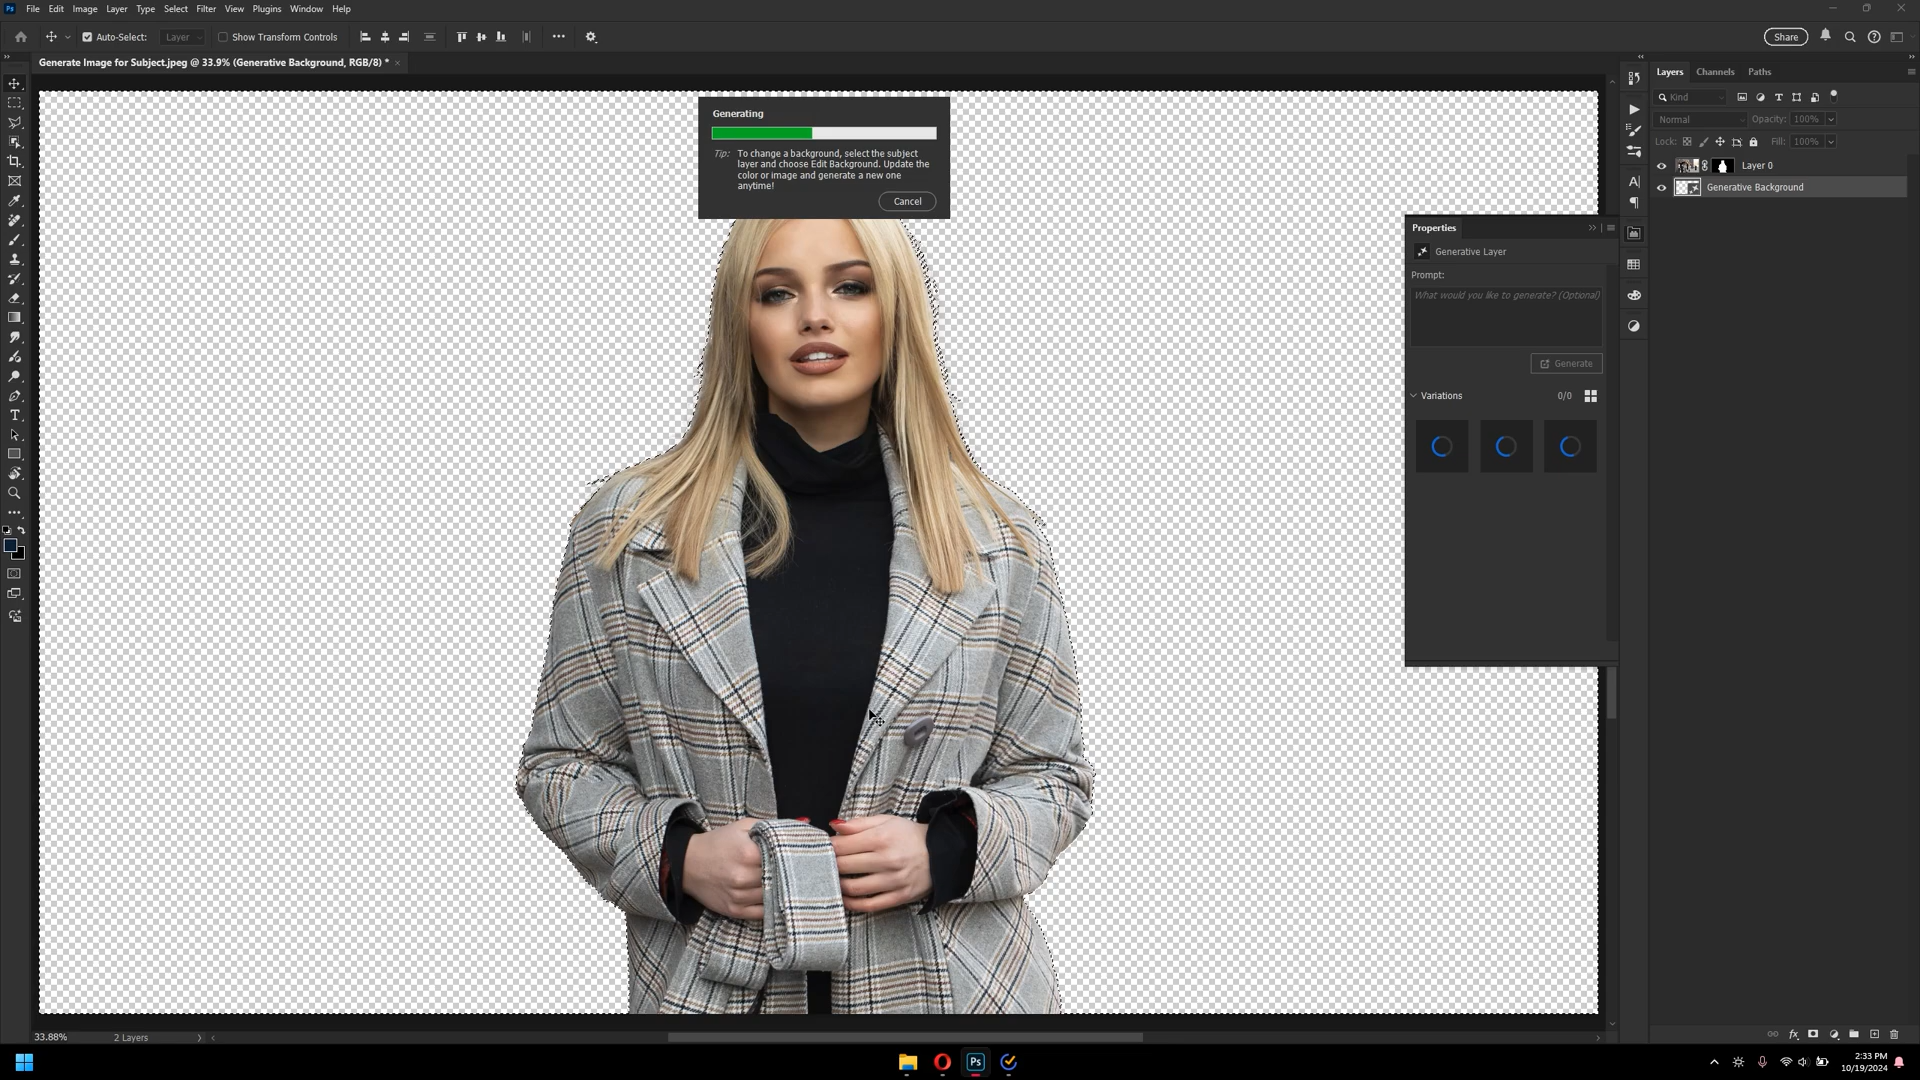 Ps File Edit Image Layer Type Select Filter View Plugins Window Help
Auto-Select: Layer Show Transform Controls Share
Generate Image for Subject.jpeg @ 33.9% (Generative Background, RGB/8) * ×
Generating
Tip: To change a background, select the subject
layer and choose Edit Background. Update the
color or image and generate a new one
anytime!
Cancel
Properties
Generative Layer
Prompt:
What would you like to generate? (Optional)
Generate
Variations 0/0
Layers Channels Paths
Kind
Normal Opacity: 100%
Lock: Fill: 100%
Layer 0
Generative Background
33.88% 2 Layers
Ps
2:33 PM
10/19/2024